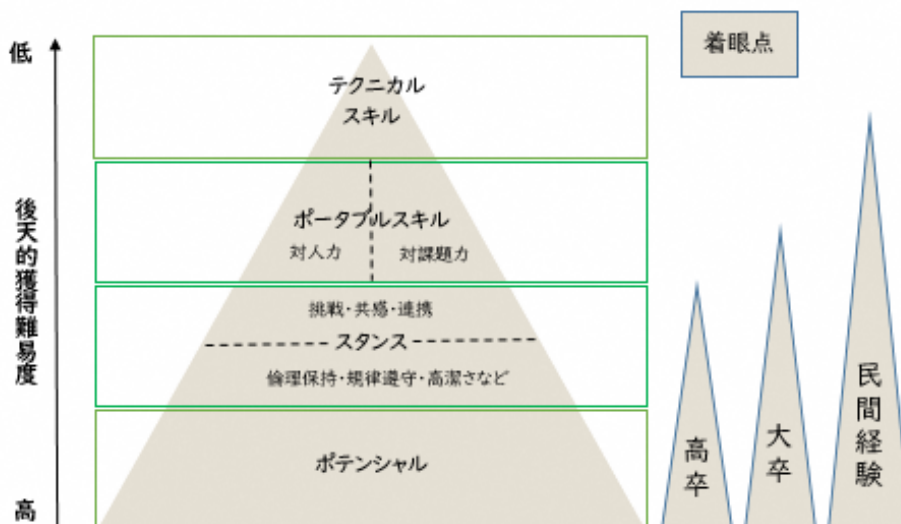 低
着眼点
テクニカル
スキル
後天的獲得難易度
ポータブルスキル
対人力
対課題力
挑戦・共感・連携
スタンス
倫理保持・規律遵守・高潔さなど
ポテンシャル
高
高卒
大卒
民間経験